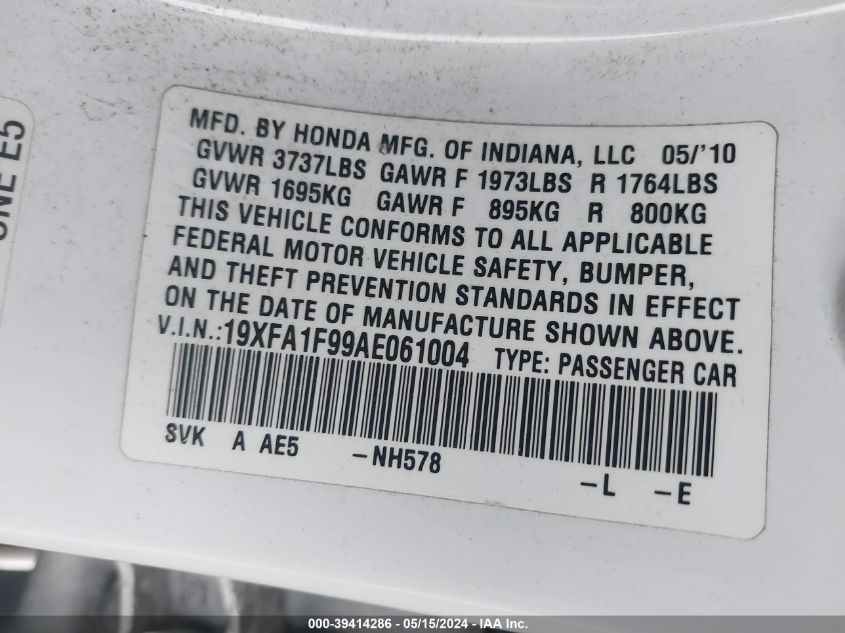 MFD. BY HONDA MFG. OF INDIANA, LLC 05/'10
GVWR 3737LBS GAWR F 1973LBS R 1764LBS
GVWR 1695KG GAWR F 895KG R 800KG
THIS VEHICLE CONFORMS TO ALL APPLICABLE
FEDERAL MOTOR VEHICLE SAFETY, BUMPER,
AND THEFT PREVENTION STANDARDS IN EFFECT
ON THE DATE OF MANUFACTURE SHOWN ABOVE.
V.I.N.:19XFA1F99AE061004 TYPE: PASSENGER CAR
SVK A AE5 -NH578 -L -E
E5
000-39414286 - 05/15/2024 - IAA Inc.